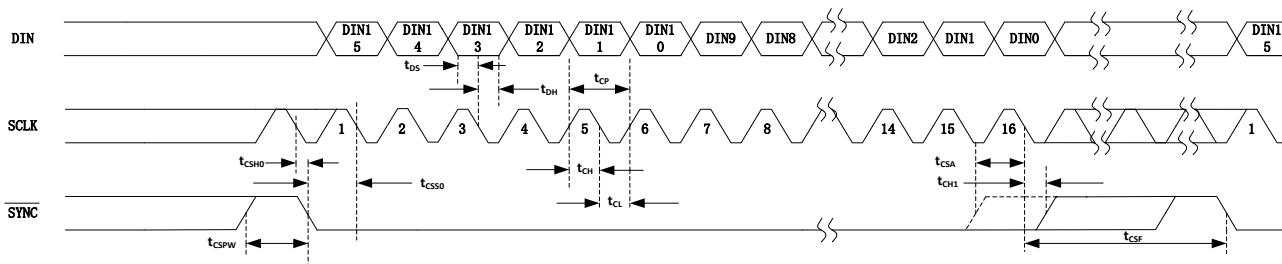 DIN
DIN1
5
DIN1
4
DIN1
3
DIN1
2
DIN1
1
DIN1
0
DIN9
DIN8
DIN2
DIN1
DIN0
DIN1
5
tDS
tDH
tCP
SCLK
1
2
3
4
5
6
7
8
14
15
16
1
tCSH0
tCSS0
tCH
tCL
tCSA
tCH1
SYNC
tCSPW
tCSF